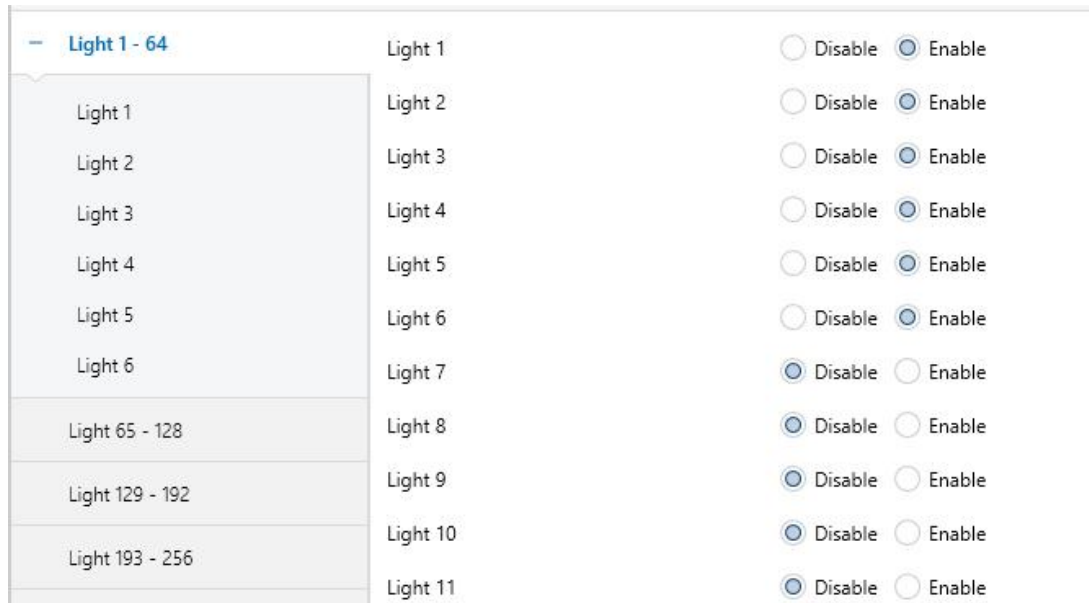 Light 1 - 64
Light 1
Light 2
Light 3
Light 4
Light 5
Light 6
Light 65 - 128
Light 129 - 192
Light 193 - 256
Light 1 Disable Enable
Light 2 Disable Enable
Light 3 Disable Enable
Light 4 Disable Enable
Light 5 Disable Enable
Light 6 Disable Enable
Light 7 Disable Enable
Light 8 Disable Enable
Light 9 Disable Enable
Light 10 Disable Enable
Light 11 Disable Enable